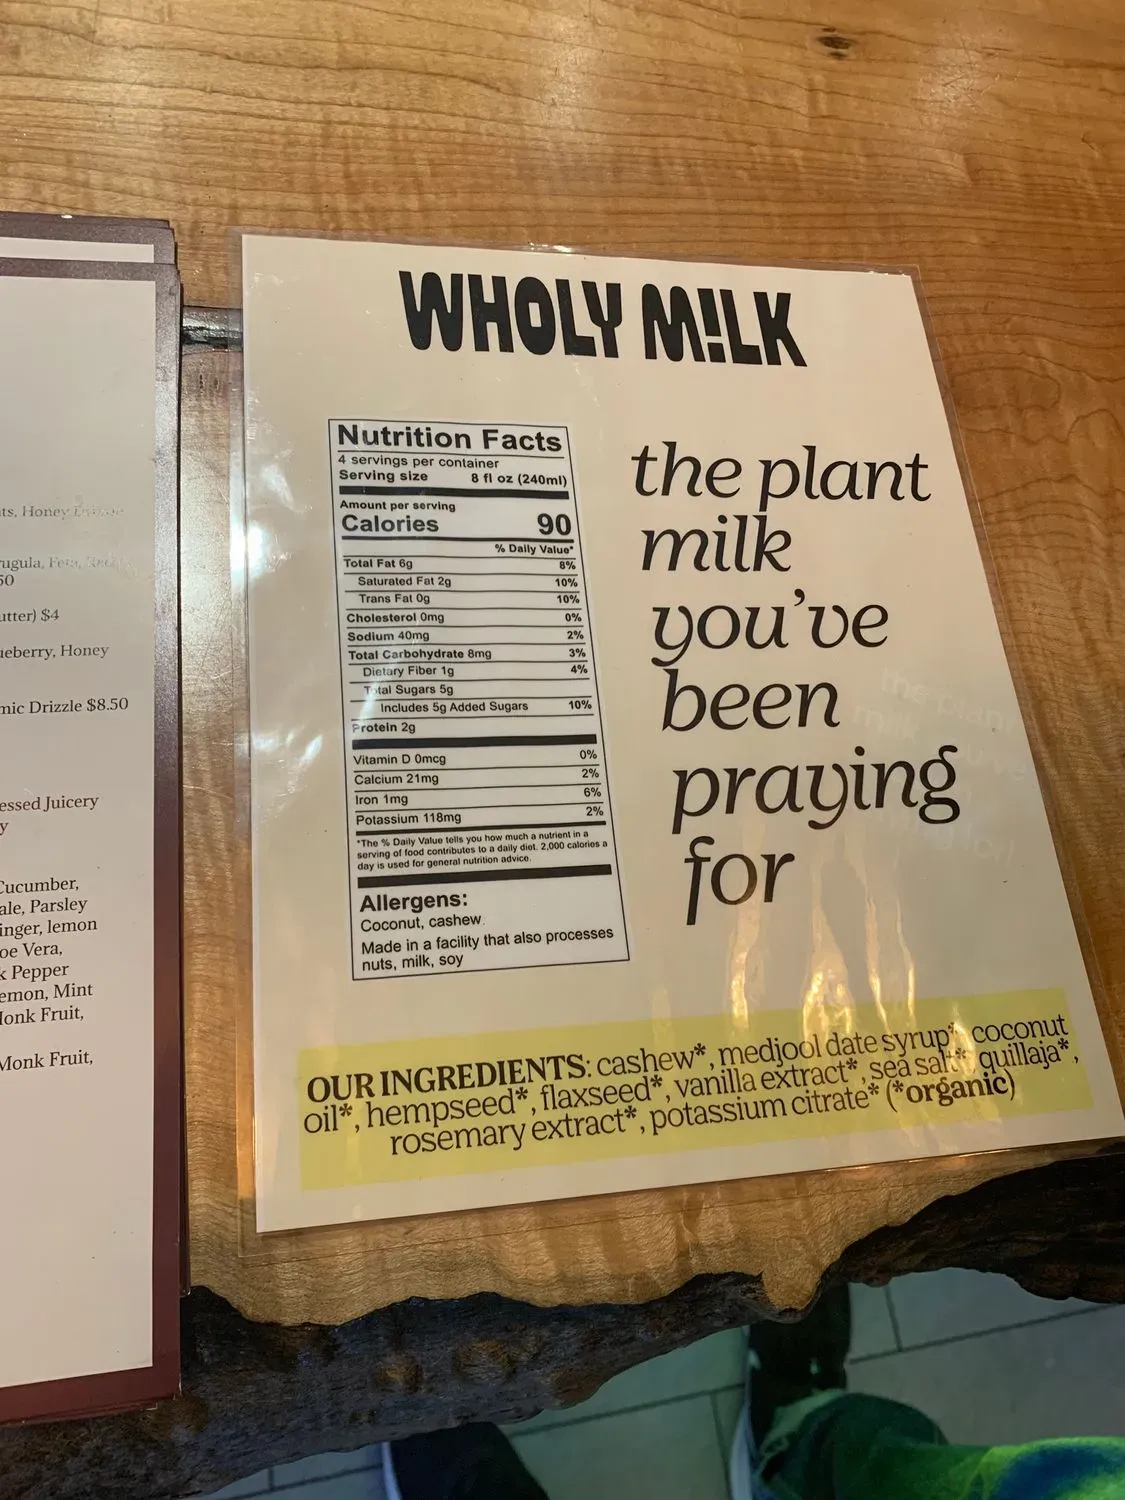 ts, Honey
ugula, Feta,
50
utter) $4
ueberry, Honey
mic Drizzle $8.50
essed Juicery
y
Cucumber,
ale, Parsley
inger, lemon
oe Vera,
k Pepper
emon, Mint
Monk Fruit,
Monk Fruit,
WHOLY M!LK
Nutrition Facts
4 servings per container
Serving size 8 fl oz (240ml)
Amount per serving
Calories 90
% Daily Value*
Total Fat 6g 8%
Saturated Fat 2g 10%
Trans Fat 0g 10%
Cholesterol 0mg 0%
Sodium 40mg 2%
Total Carbohydrate 8mg 3%
Dietary Fiber 1g 4%
Total Sugars 5g
Includes 5g Added Sugars 10%
Protein 2g
Vitamin D 0mcg 0%
Calcium 21mg 2%
Iron 1mg 6%
Potassium 118mg 2%
*The % Daily Value tells you how much a nutrient in a
serving of food contributes to a daily diet. 2,000 calories a
day is used for general nutrition advice.
Allergens:
Coconut, cashew
Made in a facility that also processes
nuts, milk, soy
the plant
milk
you've
been
praying
for
OUR INGREDIENTS: cashew*, medjool date syrup*, coconut
oil*, hempseed*, flaxseed*, vanilla extract*, sea salt*, quillaja*,
rosemary extract*, potassium citrate* (*organic)